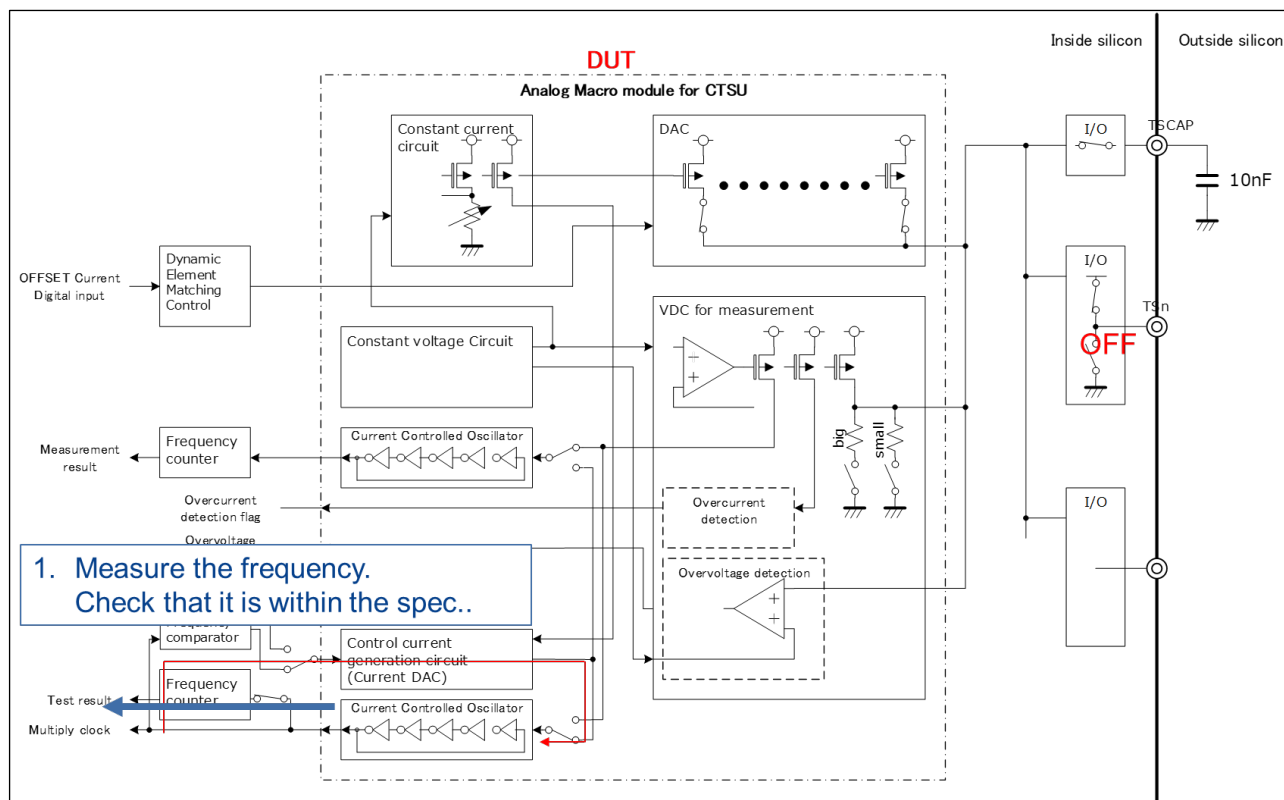 Inside silicon
Outside silicon
DUT
Analog Macro module for CTSU
Constant current
circuit
DAC
I/O
TSCAP
10nF
OFFSET Current
Digital input
Dynamic
Element
Matching
Control
I/O
TSn
OFF
Constant voltage Circuit
VDC for measurement
big
small
Measurement
result
Frequency
counter
Current Controlled Oscillator
Overcurrent
detection flag
Overcurrent
detection
I/O
Overvoltage
1. Measure the frequency.
Check that it is within the spec..
Overvoltage detection
comparator
Control current
generation circuit
(Current DAC)
Test result
Frequency
counter
Multiply clock
Current Controlled Oscillator